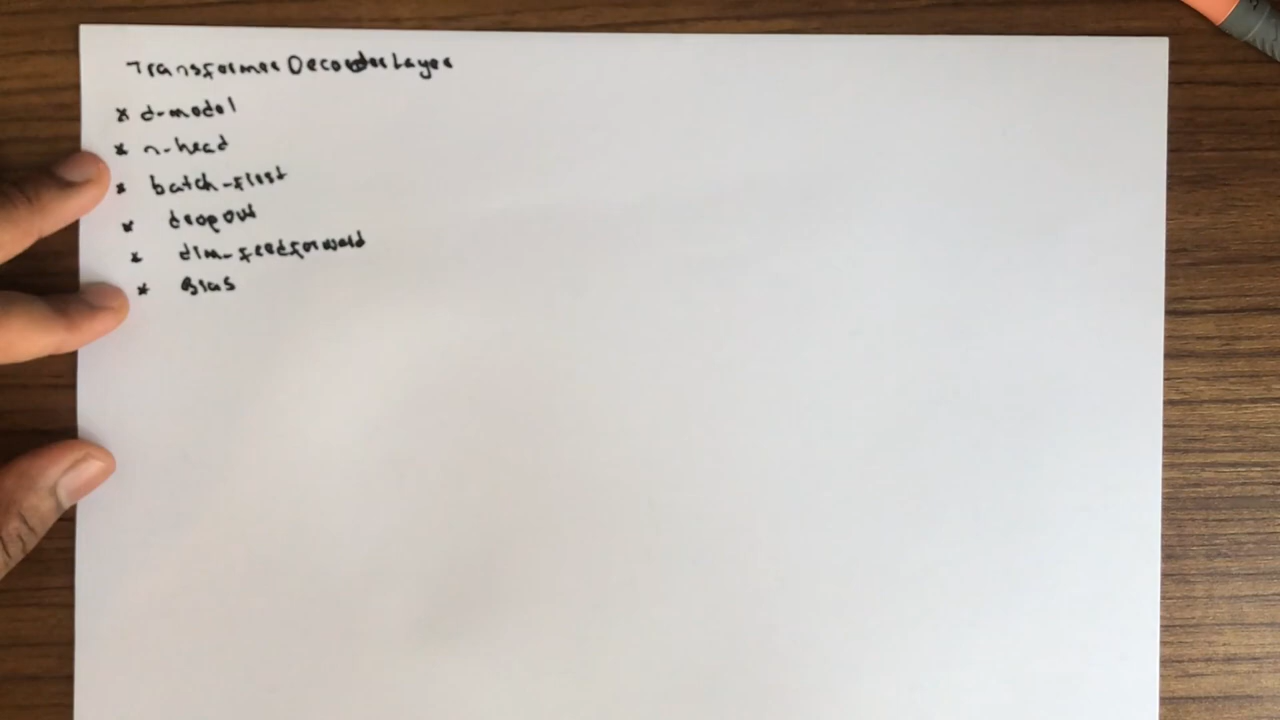 TransformerDecoderLayer
* d-model
* n-head
* batch-first
* dropout
* dim-feedforward
* Bias